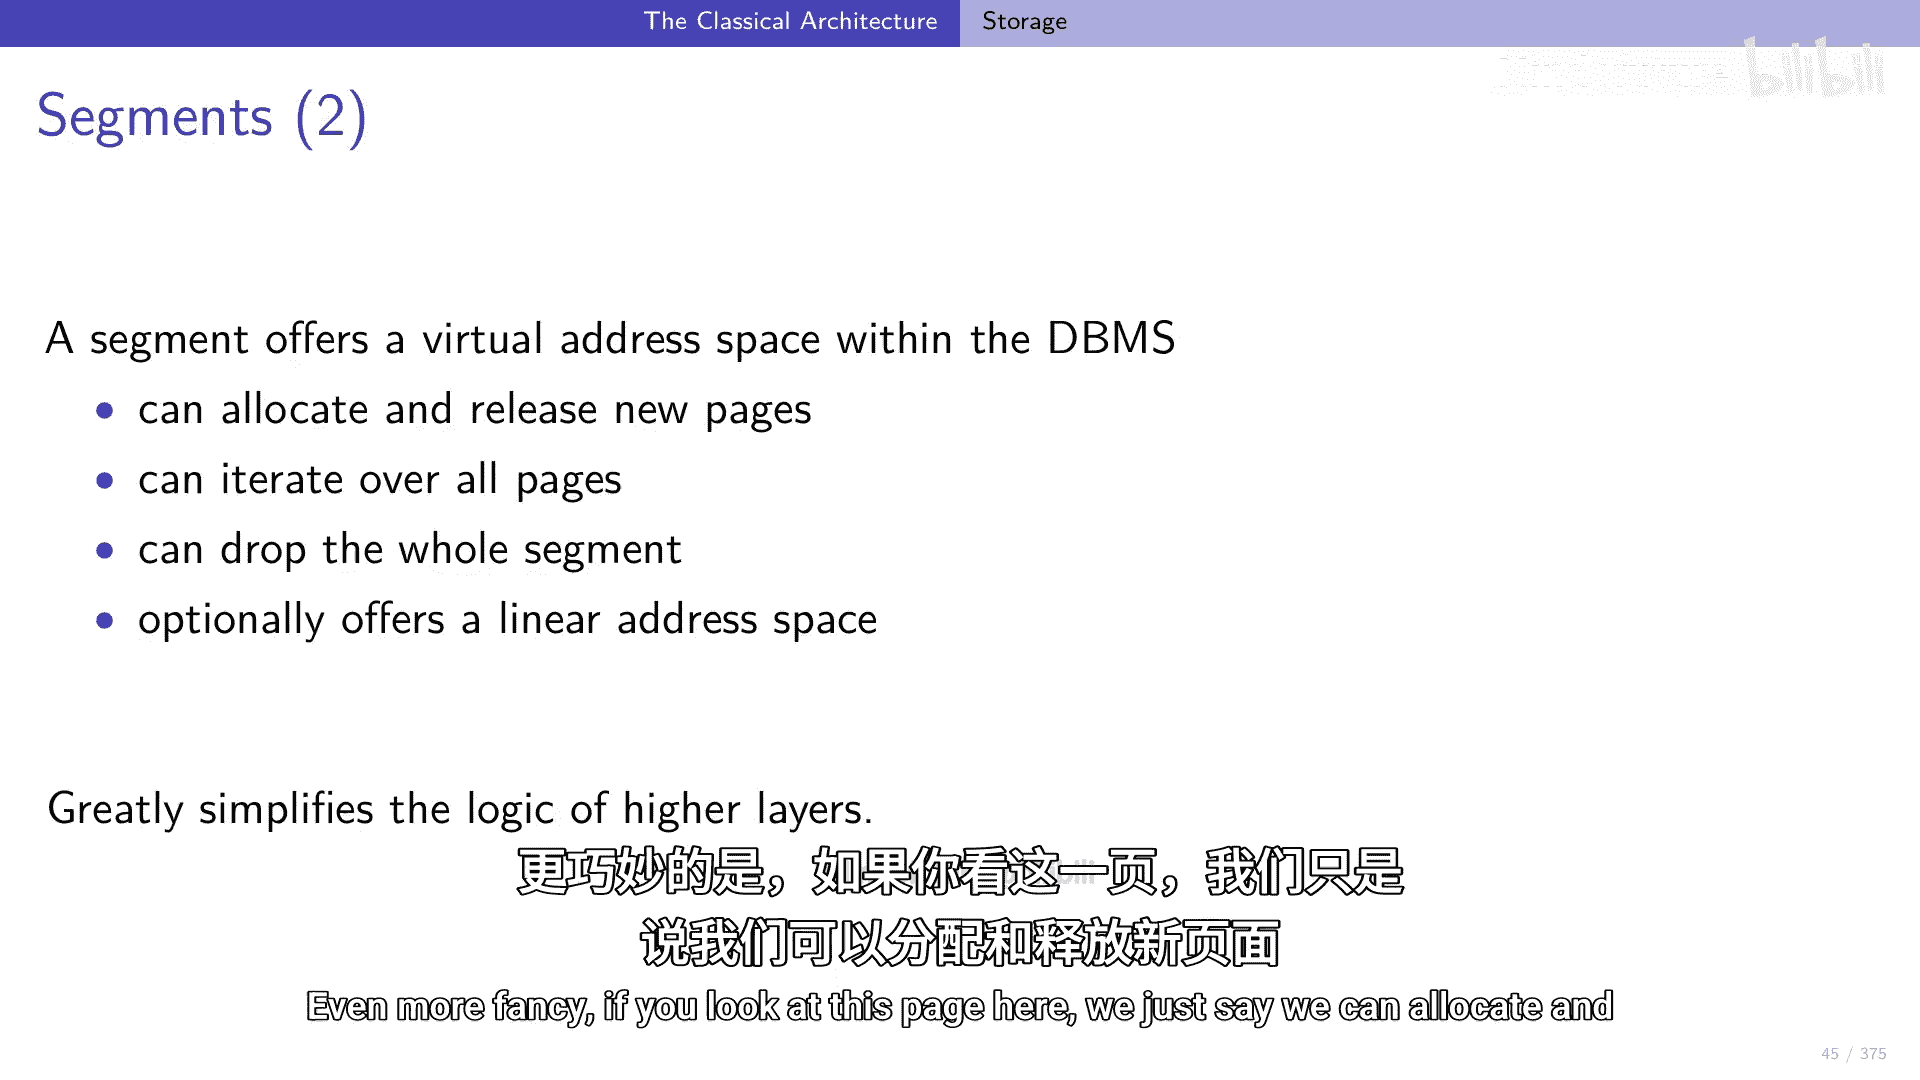 The Classical Architecture Storage
bilibili
Segments (2)
A segment offers a virtual address space within the DBMS
• can allocate and release new pages
• can iterate over all pages
• can drop the whole segment
• optionally offers a linear address space
Greatly simplifies the logic of higher layers.
更巧妙的是，如果你看这一页，我们只是
说我们可以分配和释放新页面
Even more fancy, if you look at this page here, we just say we can allocate and
45 / 375